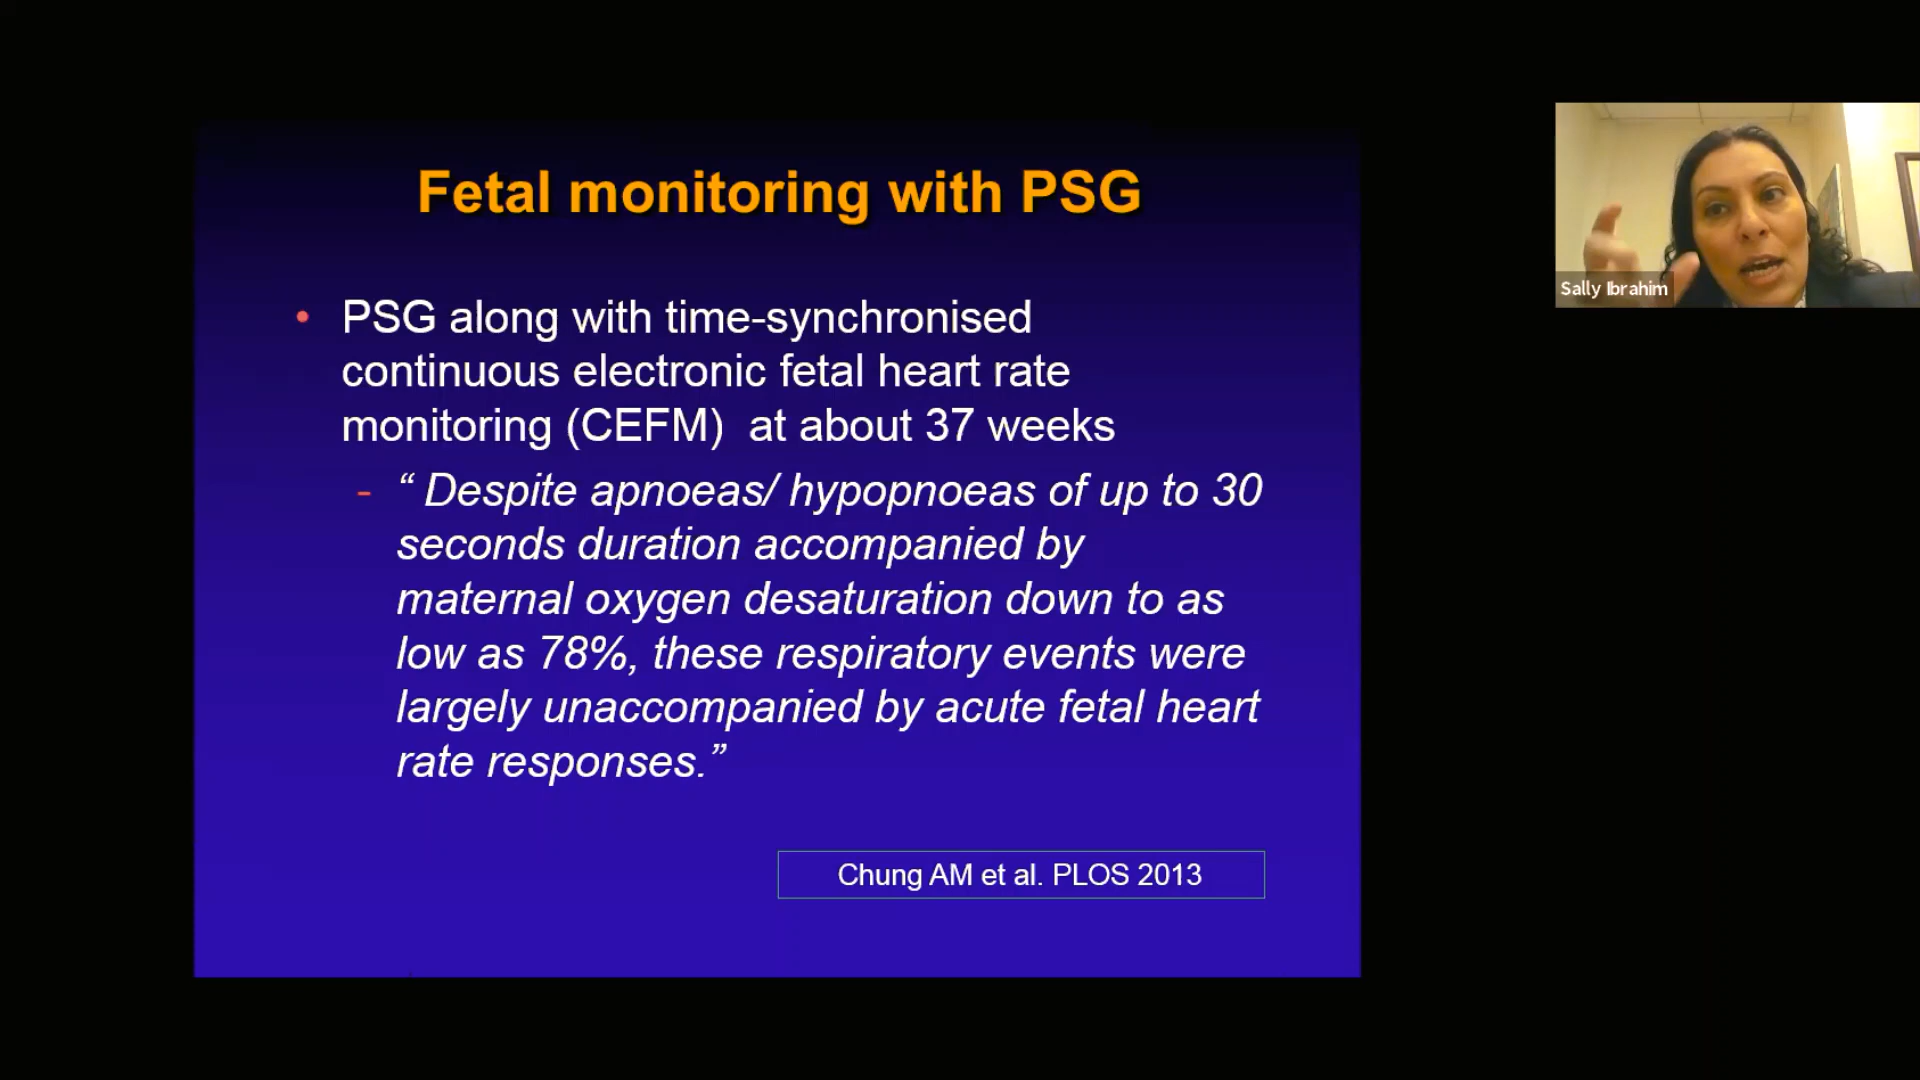 Fetal monitoring with PSG
• PSG along with time-synchronised
continuous electronic fetal heart rate
monitoring (CEFM) at about 37 weeks
- “ Despite apnoeas/ hypopnoeas of up to 30
seconds duration accompanied by
maternal oxygen desaturation down to as
low as 78%, these respiratory events were
largely unaccompanied by acute fetal heart
rate responses.”
Chung AM et al. PLOS 2013
Sally Ibrahim